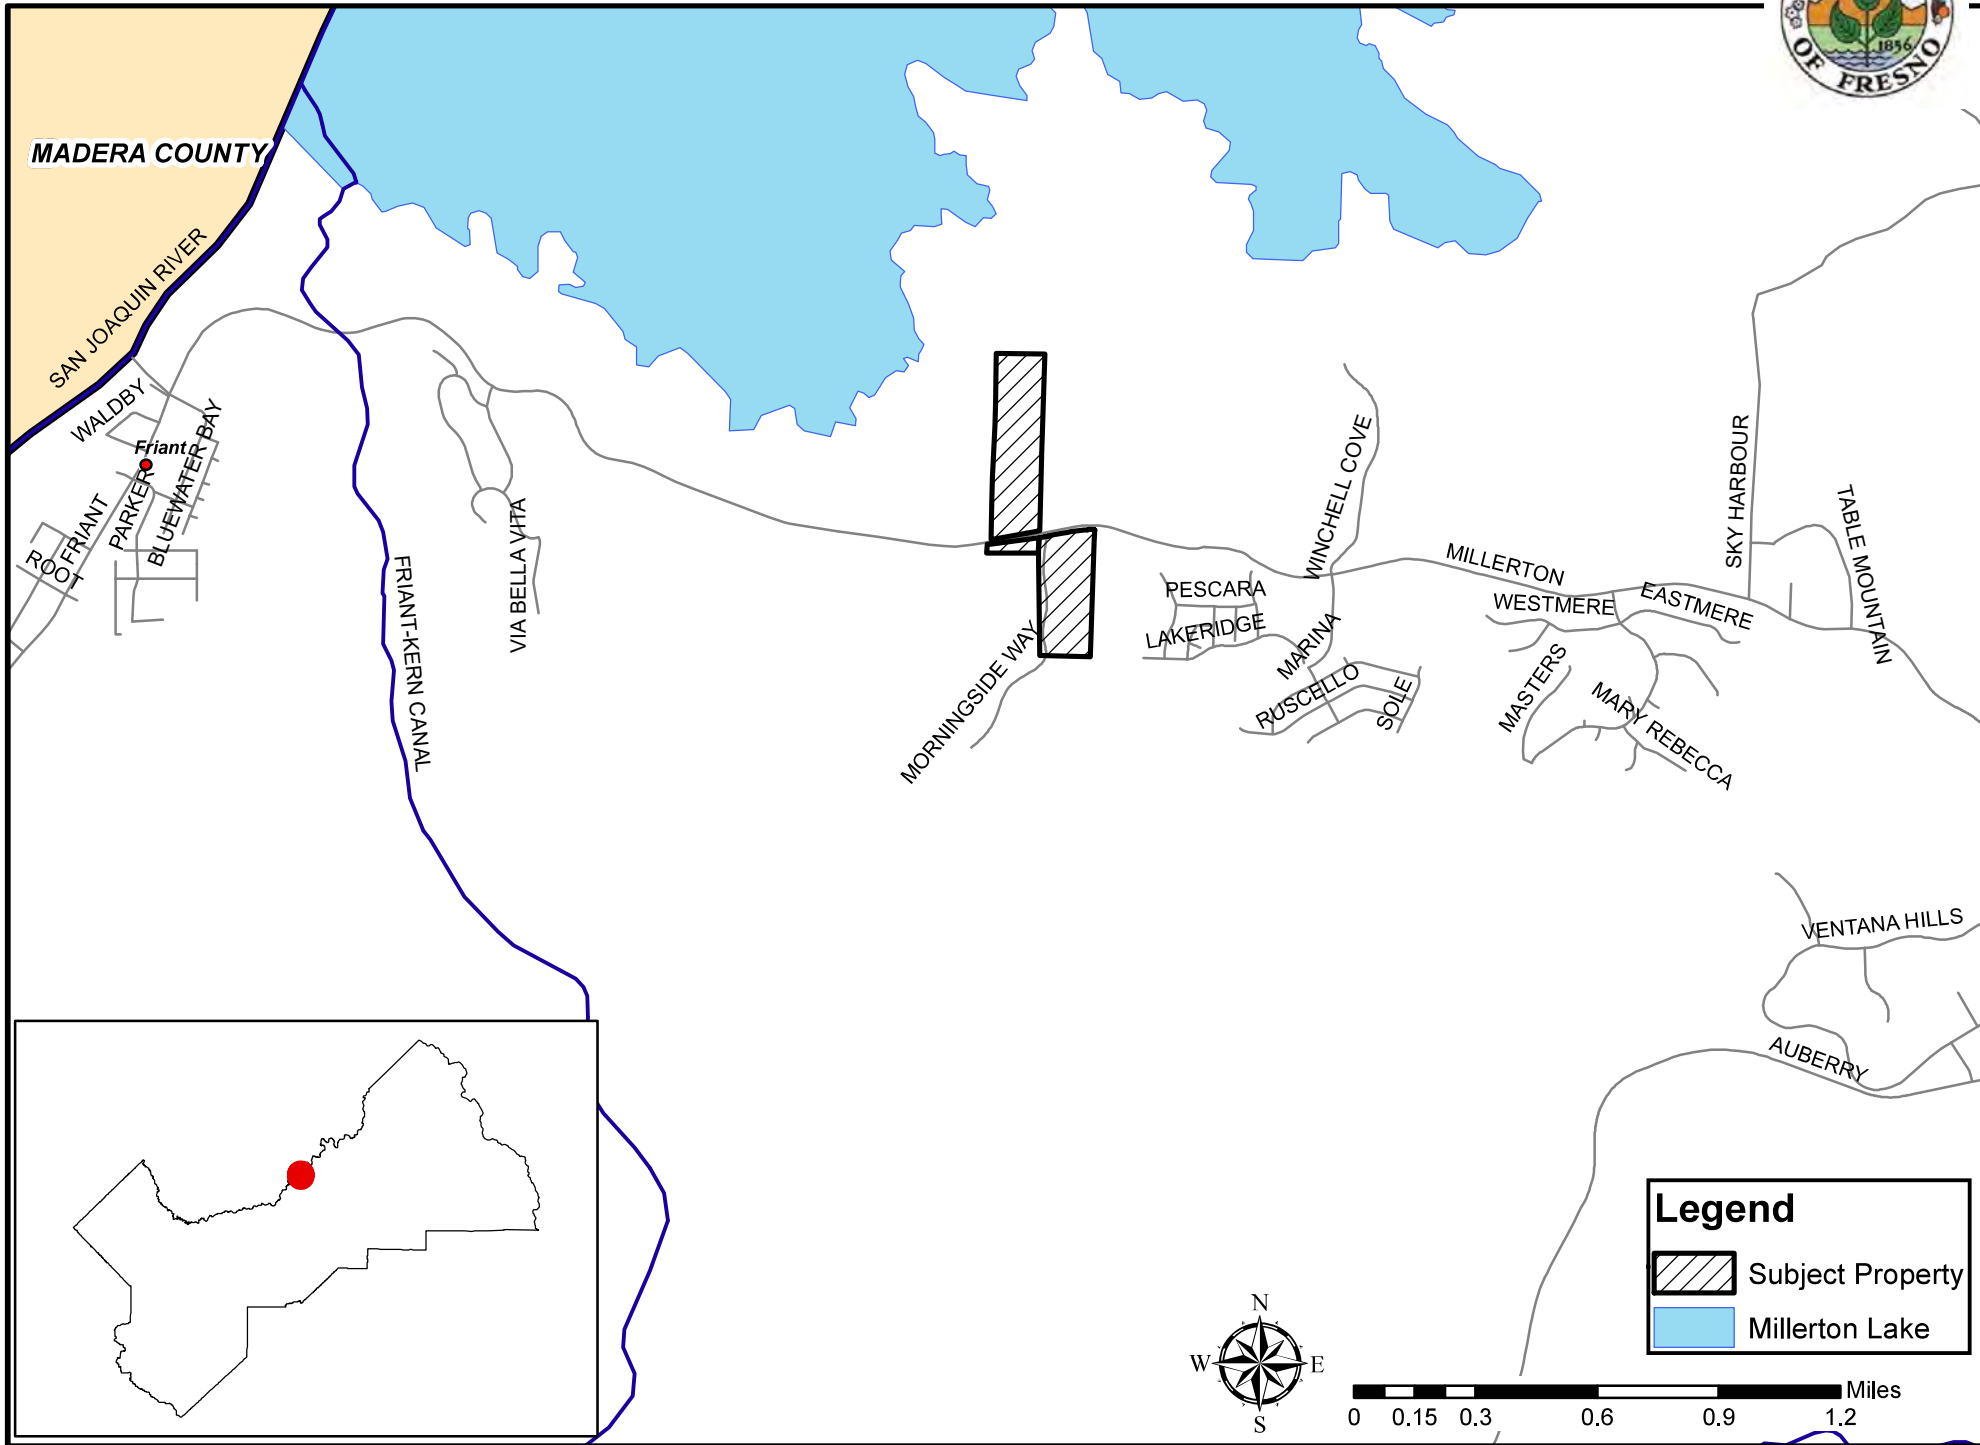 1856
OF FRESNO
MADERA COUNTY
SAN JOAQUIN RIVER
WALDBY
Friant
BLUEWATER BAY
PARKER
FRIANT
ROOT
VIA BELLA VITA
FRIANT-KERN CANAL
WINCHELL COVE
SKY HARBOUR
TABLE MOUNTAIN
MILLERTON
PESCARA
WESTMERE
EASTMERE
LAKERIDGE
MARINA
MORNINGSIDE WAY
RUSCELLO
SOLE
MASTERS
MARY REBECCA
VENTANA HILLS
AUBERRY
Legend
Subject Property
Millerton Lake
N
W
E
S
Miles
0 0.15 0.3 0.6 0.9 1.2